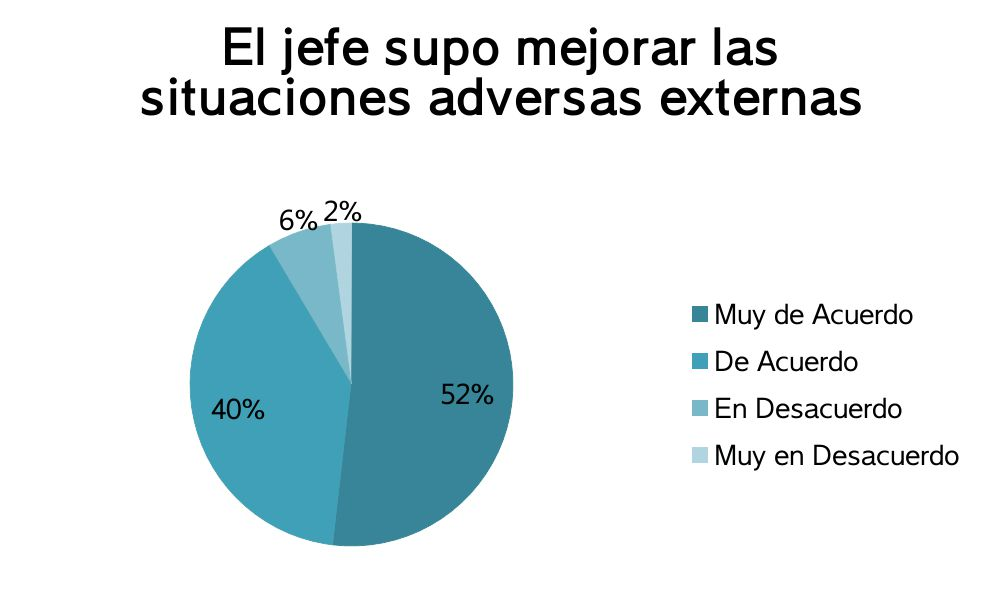 El jefe supo mejorar las
situaciones adversas externas
6%
2%
40%
52%
Muy de Acuerdo
De Acuerdo
En Desacuerdo
Muy en Desacuerdo